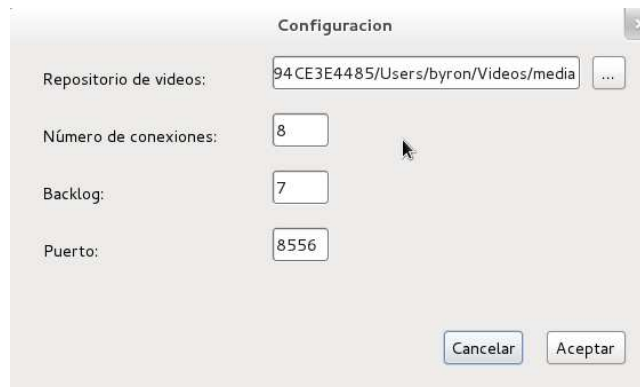 Configuracion
Repositorio de videos: 94CE3E4485/Users/byron/Videos/media ...
Número de conexiones: 8
Backlog: 7
Puerto: 8556
Cancelar Aceptar